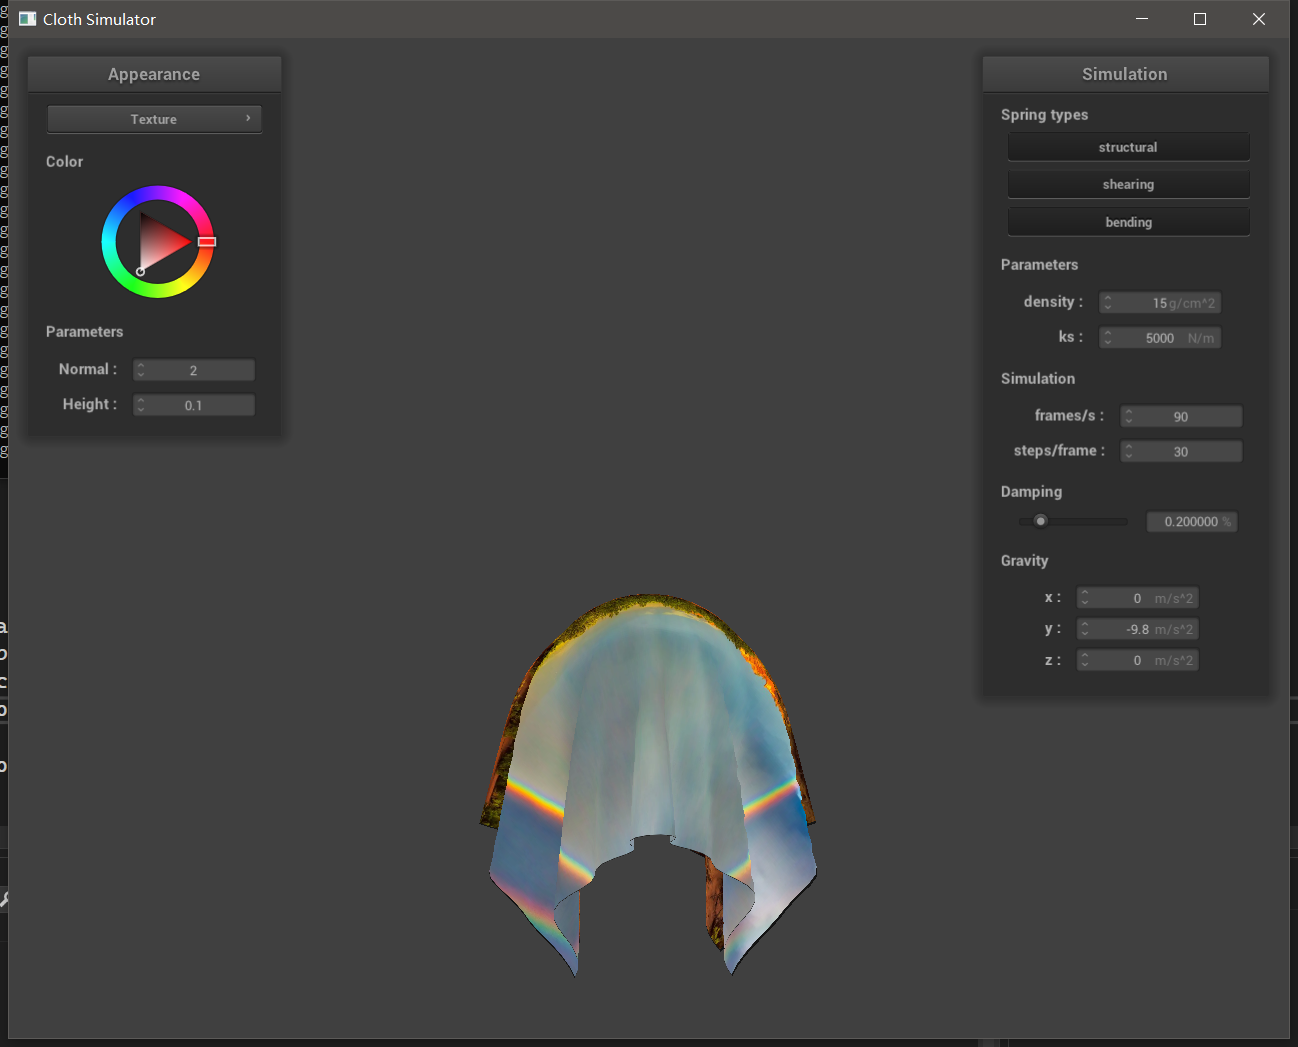 Cloth Simulator
Appearance
Texture
Color
Parameters
Normal : 2
Height : 0.1
Simulation
Spring types
structural
shearing
bending
Parameters
density : 15 g/cm^2
ks : 5000 N/m
Simulation
frames/s : 90
steps/frame : 30
Damping
0.200000 %
Gravity
x : 0 m/s^2
y : -9.8 m/s^2
z : 0 m/s^2